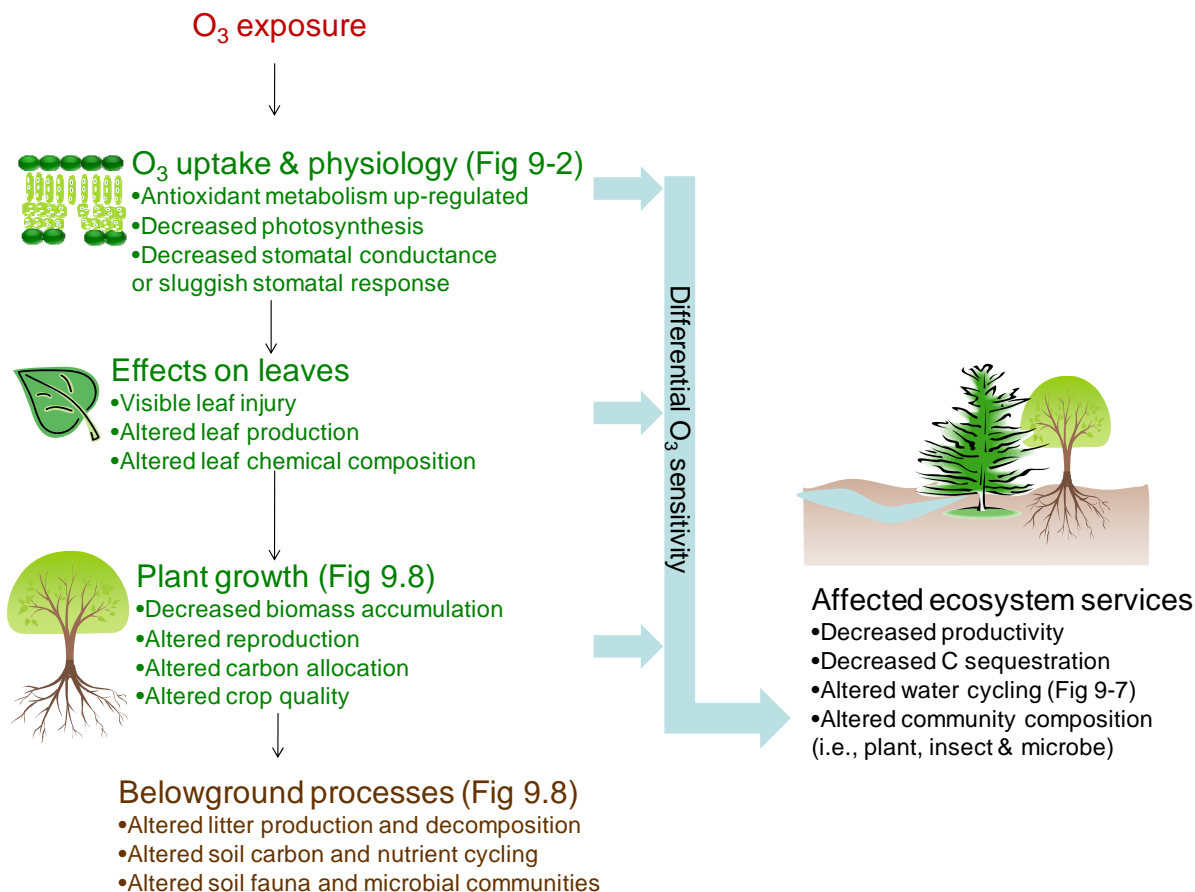 O₃ exposure
O₃ uptake & physiology (Fig 9-2)
•Antioxidant metabolism up-regulated
•Decreased photosynthesis
•Decreased stomatal conductance
or sluggish stomatal response
Effects on leaves
•Visible leaf injury
•Altered leaf production
•Altered leaf chemical composition
Plant growth (Fig 9.8)
•Decreased biomass accumulation
•Altered reproduction
•Altered carbon allocation
•Altered crop quality
Belowground processes (Fig 9.8)
•Altered litter production and decomposition
•Altered soil carbon and nutrient cycling
•Altered soil fauna and microbial communities
Differential O₃ sensitivity
Affected ecosystem services
•Decreased productivity
•Decreased C sequestration
•Altered water cycling (Fig 9-7)
•Altered community composition
(i.e., plant, insect & microbe)